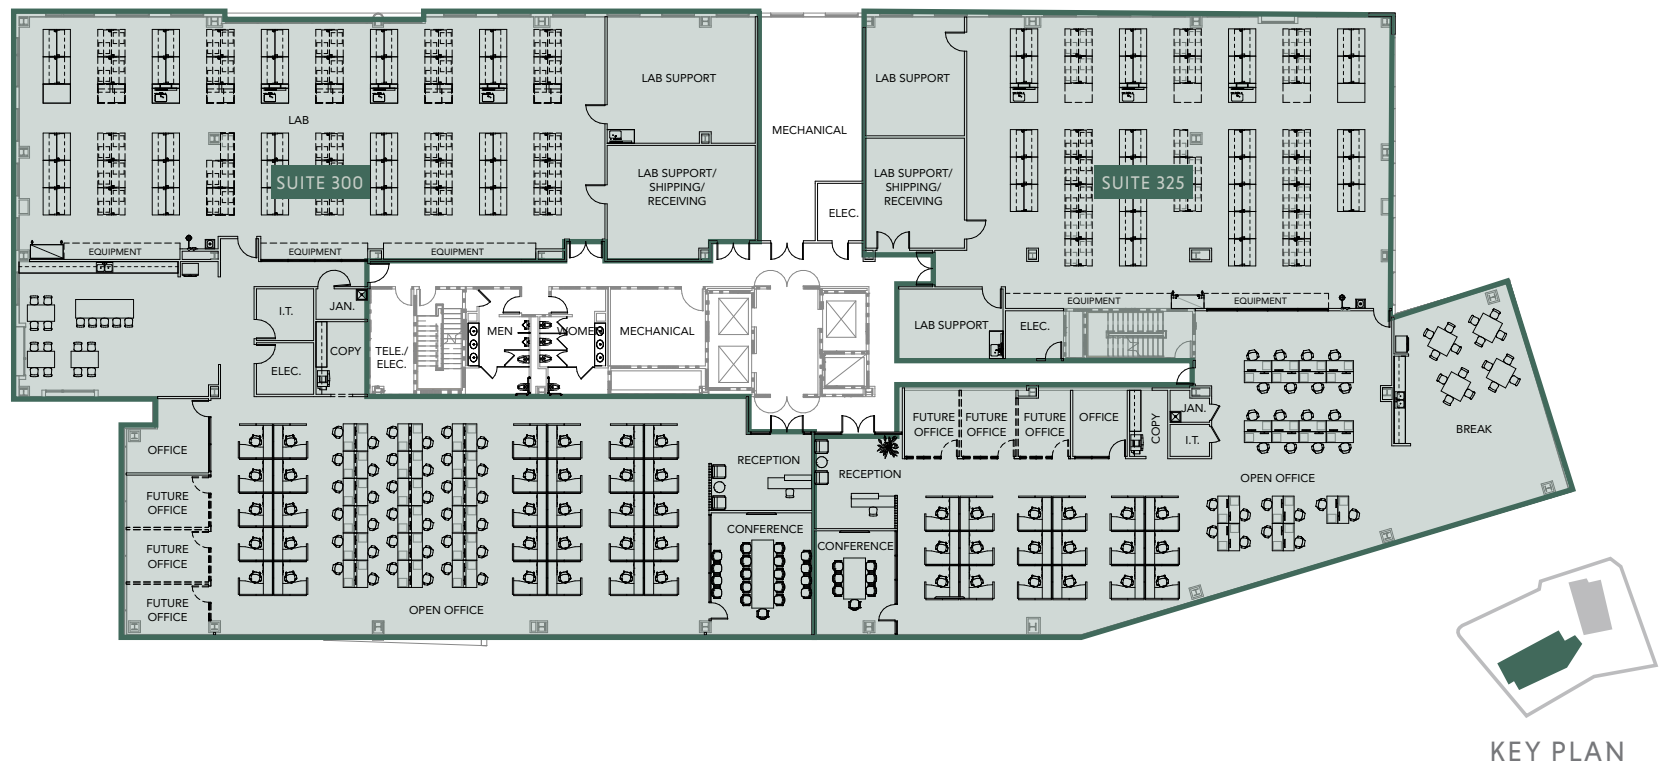 LAB SUPPORT
LAB SUPPORT
LAB
MECHANICAL
LAB SUPPORT/
SHIPPING/
RECEIVING
LAB SUPPORT/
SHIPPING/
RECEIVING
SUITE 300
SUITE 325
ELEC.
EQUIPMENT
EQUIPMENT
EQUIPMENT
EQUIPMENT
EQUIPMENT
I.T.
JAN.
MEN
WOMEN
MECHANICAL
LAB SUPPORT
ELEC.
TELE./
ELEC.
COPY
ELEC.
OFFICE
FUTURE
OFFICE
FUTURE
OFFICE
FUTURE
OFFICE
OPEN OFFICE
RECEPTION
CONFERENCE
RECEPTION
CONFERENCE
FUTURE
OFFICE
FUTURE
OFFICE
FUTURE
OFFICE
OFFICE
COPY
JAN.
I.T.
OPEN OFFICE
BREAK
KEY PLAN